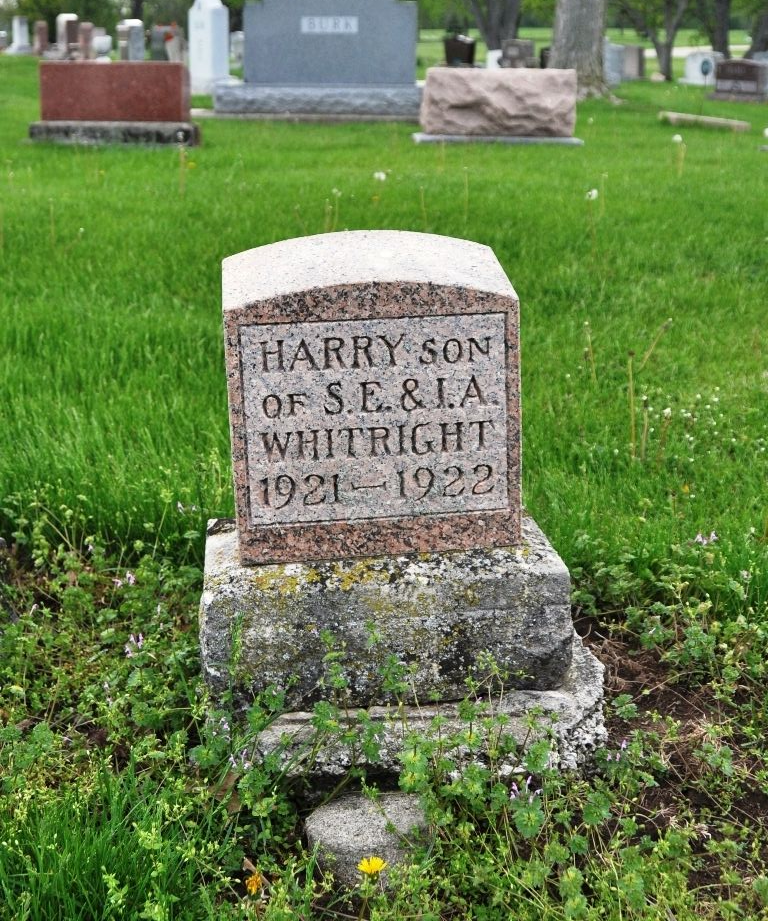 BURK
HARRY SON
OF S.E. & I.A.
WHITRIGHT
1921—1922